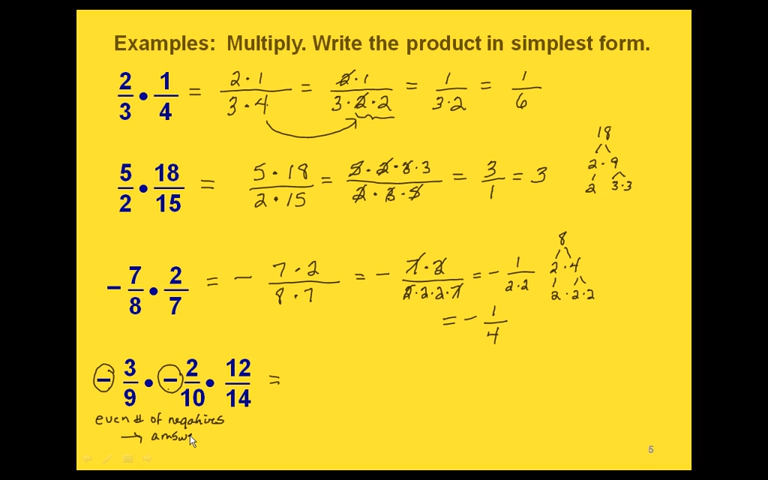 Examples: Multiply. Write the product in simplest form.
2/3 • 1/4 = 2·1/3·4 = 2·1/3·2·2 = 1/3·2 = 1/6
5/2 • 18/15 = 5·18/2·15 = 5·2·3·3/2·3·5 = 3/1 = 3
18
2·9
2 3·3
-7/8 • 2/7 = - 7·2/8·7 = - 7·2/2·2·2·7 = - 1/2·2
= - 1/4
8
2·4
2·2·2
-3/9 • -2/10 • 12/14 =
even # of negatives
→ answ
5